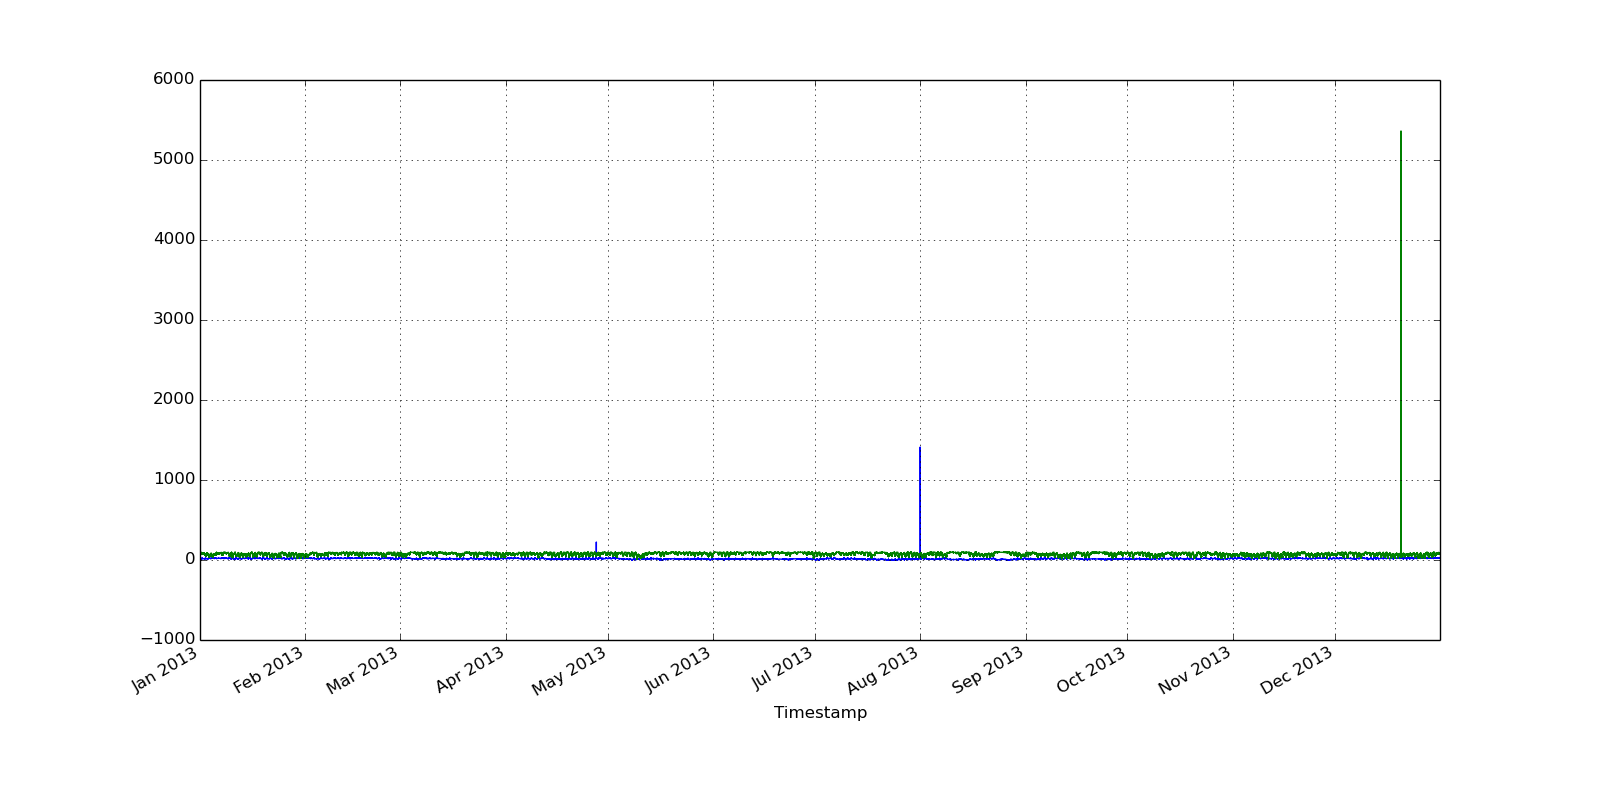 6000
5000
4000
3000
2000
1000
0
−1000
Jan 2013
Feb 2013
Mar 2013
Apr 2013
May 2013
Jun 2013
Jul 2013
Aug 2013
Sep 2013
Oct 2013
Nov 2013
Dec 2013
Timestamp